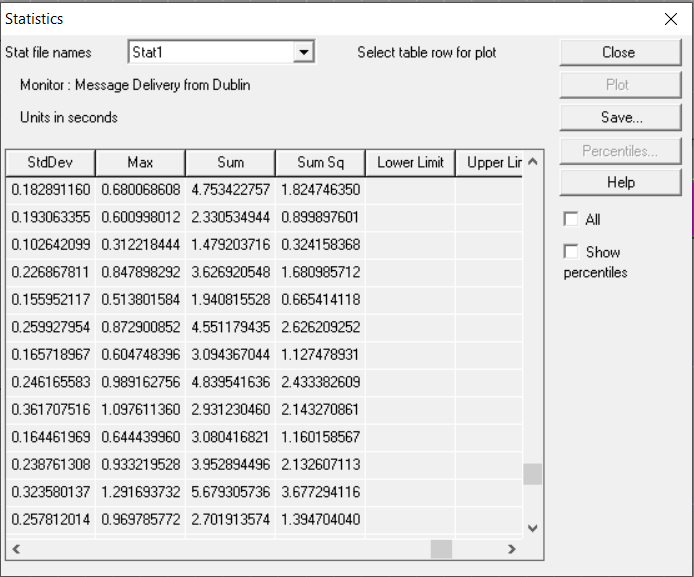 Statistics
Stat file names Stat1 Select table row for plot Close
Monitor : Message Delivery from Dublin Plot
Units in seconds Save...
Percentiles...
Help
All
Show
percentiles
StdDev Max Sum Sum Sq Lower Limit Upper Lir
0.182891160 0.680068608 4.753422757 1.824746350
0.193063355 0.600998012 2.330534944 0.899897601
0.102642099 0.312218444 1.479203716 0.324158368
0.226867811 0.847898292 3.626920548 1.680985712
0.155952117 0.513801584 1.940815528 0.665414118
0.259927954 0.872900852 4.551179435 2.626209252
0.165718967 0.604748396 3.094367044 1.127478931
0.246165583 0.989162756 4.839541636 2.433382609
0.361707516 1.097611360 2.931230460 2.143270861
0.164461969 0.644439960 3.080416821 1.160158567
0.238761308 0.933219528 3.952894496 2.132607113
0.323580137 1.291693732 5.679305736 3.677294116
0.257812014 0.969785772 2.701913574 1.394704040